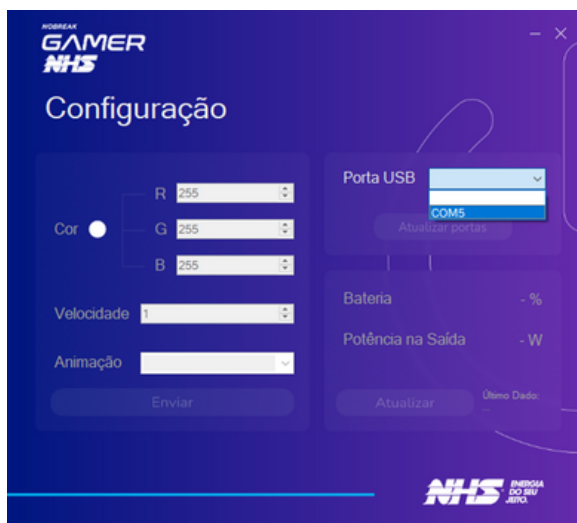 NOBREAK
GAMER
NHS
Configuração
Cor
R 255
G 255
B 255
Velocidade 1
Animação
Enviar
Porta USB
COM5
Atualizar portas
Bateria - %
Potência na Saída - W
Atualizar
Último Dado:
...
NHS ENERGIA
DO SEU
JEITO.